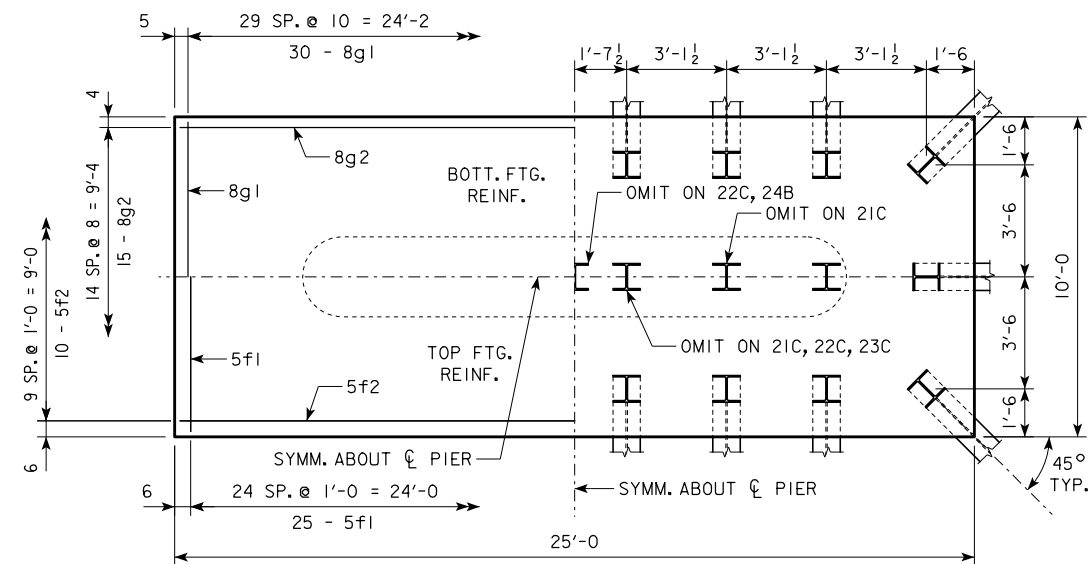 5
29 SP. @ 10 = 24'-2
30 - 8g1
1'-7½
3'-1½
3'-1½
3'-1½
1'-6
4
14 SP. @ 8 = 9'-4
15 - 8g2
9 SP. @ 1'-0 = 9'-0
10 - 5f2
6
8g2
8g1
BOTT. FTG.
REINF.
OMIT ON 22C, 24B
OMIT ON 21C
1'-6
3'-6
10'-0
3'-6
1'-6
5f1
TOP FTG.
REINF.
OMIT ON 21C, 22C, 23C
5f2
SYMM. ABOUT ℄ PIER
SYMM. ABOUT ℄ PIER
45°
TYP.
6
24 SP. @ 1'-0 = 24'-0
25 - 5f1
25'-0